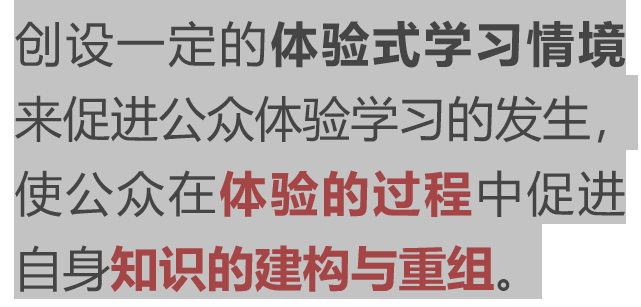 创设一定的体验式学习情境
来促进公众体验学习的发生，
使公众在体验的过程中促进
自身知识的建构与重组。